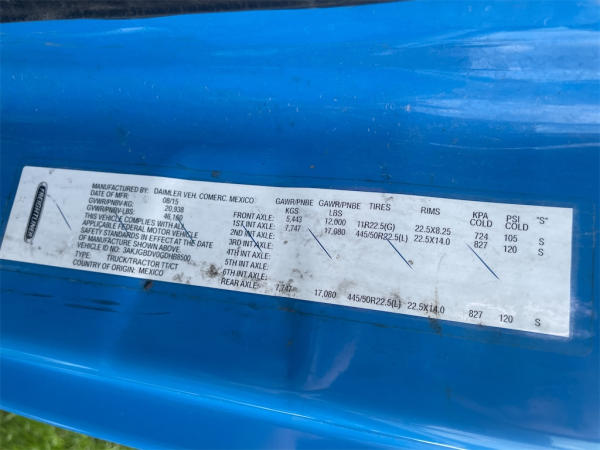 FREIGHTLINER
MANUFACTURED BY: DAIMLER VEH. COMERC. MEXICO
DATE OF MFR: 08/15
GVWR/PNBV-KG: 20,938
GVWR/PNBV-LBS: 46,160
THIS VEHICLE COMPLIES WITH ALL
APPLICABLE FEDERAL MOTOR VEHICLE
SAFETY STANDARDS IN EFFECT AT THE DATE
OF MANUFACTURE SHOWN ABOVE.
VEHICLE ID NO: 3AKJGBDV0GDHB8500
TYPE: TRUCK/TRACTOR TT/CT
COUNTRY OF ORIGIN: MEXICO
GAWR/PNBE GAWR/PNBE TIRES RIMS KPA PSI "S"
KGS LBS COLD COLD
FRONT AXLE: 5,443 12,000 11R22.5(G) 22.5X8.25 724 105 S
1ST INT AXLE: 7,747 17,080 445/50R22.5(L) 22.5X14.0 827 120 S
2ND INT AXLE:
3RD INT AXLE:
4TH INT AXLE:
5TH INT AXLE:
6TH INT AXLE:
REAR AXLE: 7,747 17,080 445/50R22.5(L) 22.5X14.0 827 120 S